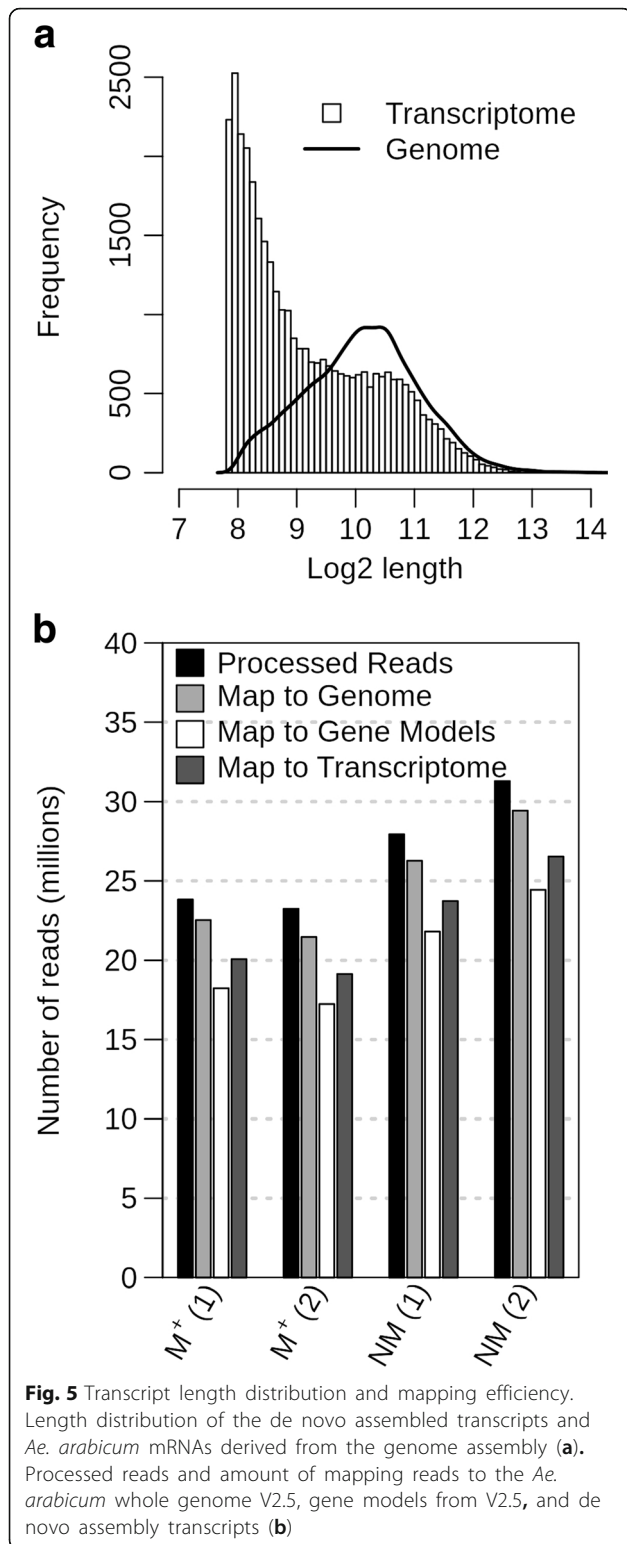 a
2500
1500
500
0
Frequency
Transcriptome
Genome
7 8 9 10 11 12 13 14
Log2 length
b
40
35
30
25
20
15
10
5
0
Number of reads (millions)
Processed Reads
Map to Genome
Map to Gene Models
Map to Transcriptome
M⁺ (1) M⁺ (2) NM (1) NM (2)
Fig. 5 Transcript length distribution and mapping efficiency.
Length distribution of the de novo assembled transcripts and
Ae. arabicum mRNAs derived from the genome assembly (a).
Processed reads and amount of mapping reads to the Ae.
arabicum whole genome V2.5, gene models from V2.5, and de
novo assembly transcripts (b)